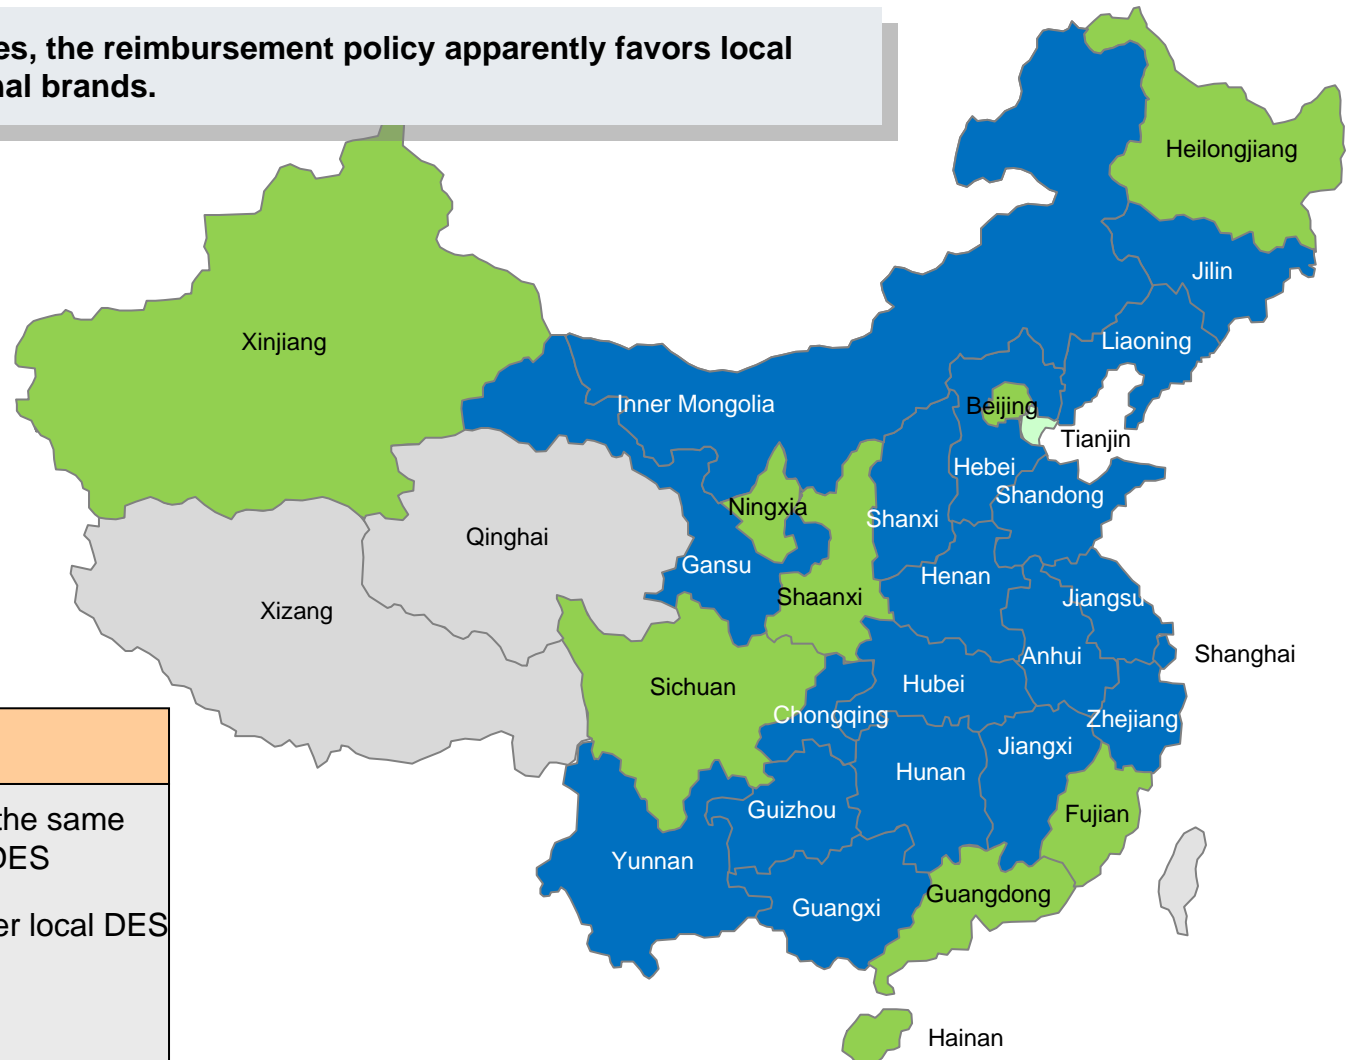 es, the reimbursement policy apparently favors local
nal brands.
Heilongjiang
Jilin
Xinjiang
Liaoning
Inner Mongolia
Beijing
Tianjin
Hebei
Shandong
Ningxia
Shanxi
Qinghai
Gansu
Henan
Shaanxi
Jiangsu
Xizang
Anhui
Shanghai
Sichuan
Hubei
Chongqing
Zhejiang
Jiangxi
Hunan
Guizhou
Fujian
the same
DES
Yunnan
Guangdong
Guangxi
er local DES
Hainan